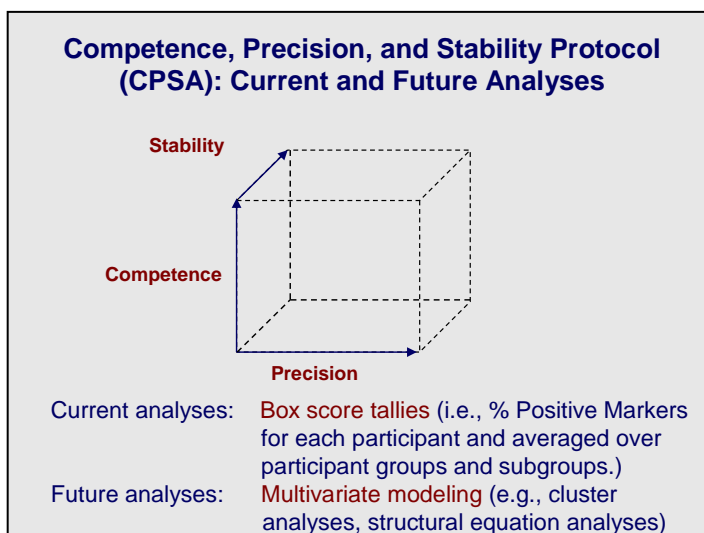 Competence, Precision, and Stability Protocol
(CPSA): Current and Future Analyses
Stability
Competence
Precision
Current analyses: Box score tallies (i.e., % Positive Markers
for each participant and averaged over
participant groups and subgroups.)
Future analyses: Multivariate modeling (e.g., cluster
analyses, structural equation analyses)